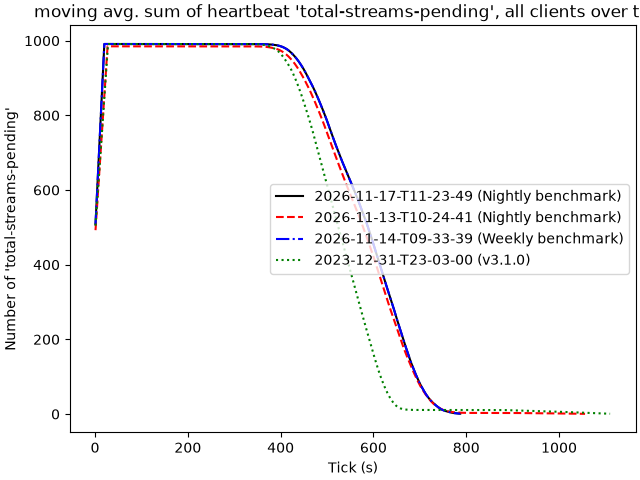 moving avg. sum of heartbeat 'total-streams-pending', all clients over t
Number of 'total-streams-pending'
1000
800
600
400
200
0
2026-11-17-T11-23-49 (Nightly benchmark)
2026-11-13-T10-24-41 (Nightly benchmark)
2026-11-14-T09-33-39 (Weekly benchmark)
2023-12-31-T23-03-00 (v3.1.0)
0 200 400 600 800 1000
Tick (s)